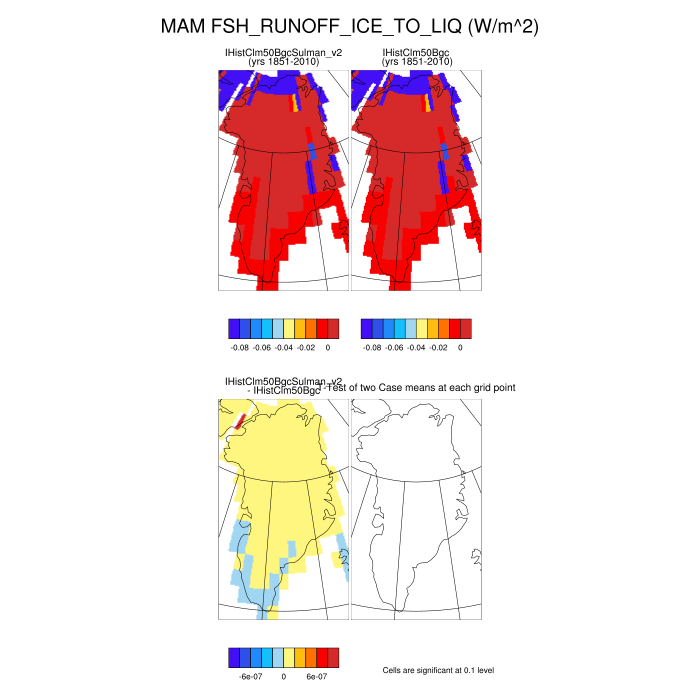 MAM FSH_RUNOFF_ICE_TO_LIQ (W/m^2)
IHistClm50BgcSulman_v2
(yrs 1851-2010)
IHistClm50Bgc
(yrs 1851-2010)
-0.08 -0.06 -0.04 -0.02 0
-0.08 -0.06 -0.04 -0.02 0
IHistClm50BgcSulman_v2
- IHistClm50Bgc
T-Test of two Case means at each grid point
-6e-07 0 6e-07
Cells are significant at 0.1 level